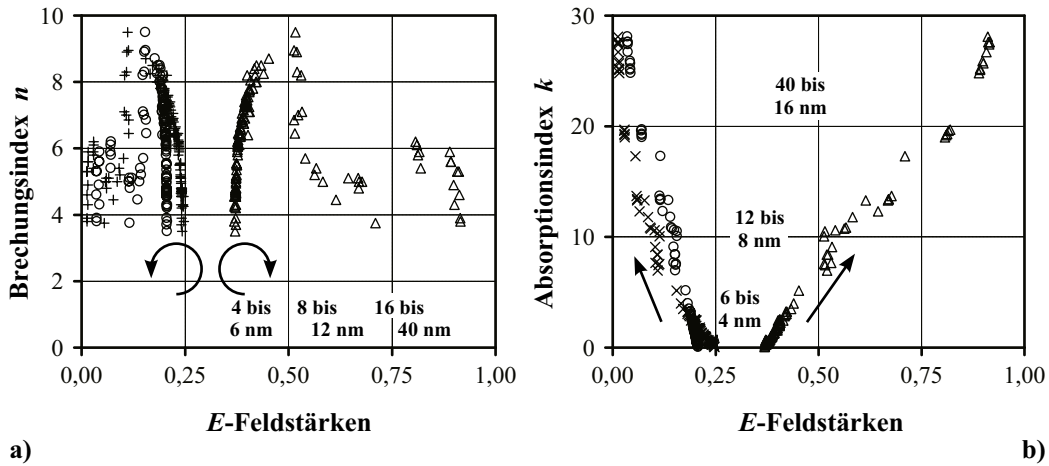 Brechungsindex n
10
8
6
4
2
0
4 bis 8 bis 16 bis
6 nm 12 nm 40 nm
0,00 0,25 0,50 0,75 1,00
E-Feldstärken
a)
Absorptionsindex k
30
20
10
0
40 bis
16 nm
12 bis
8 nm
6 bis
4 nm
0,00 0,25 0,50 0,75 1,00
E-Feldstärken
b)